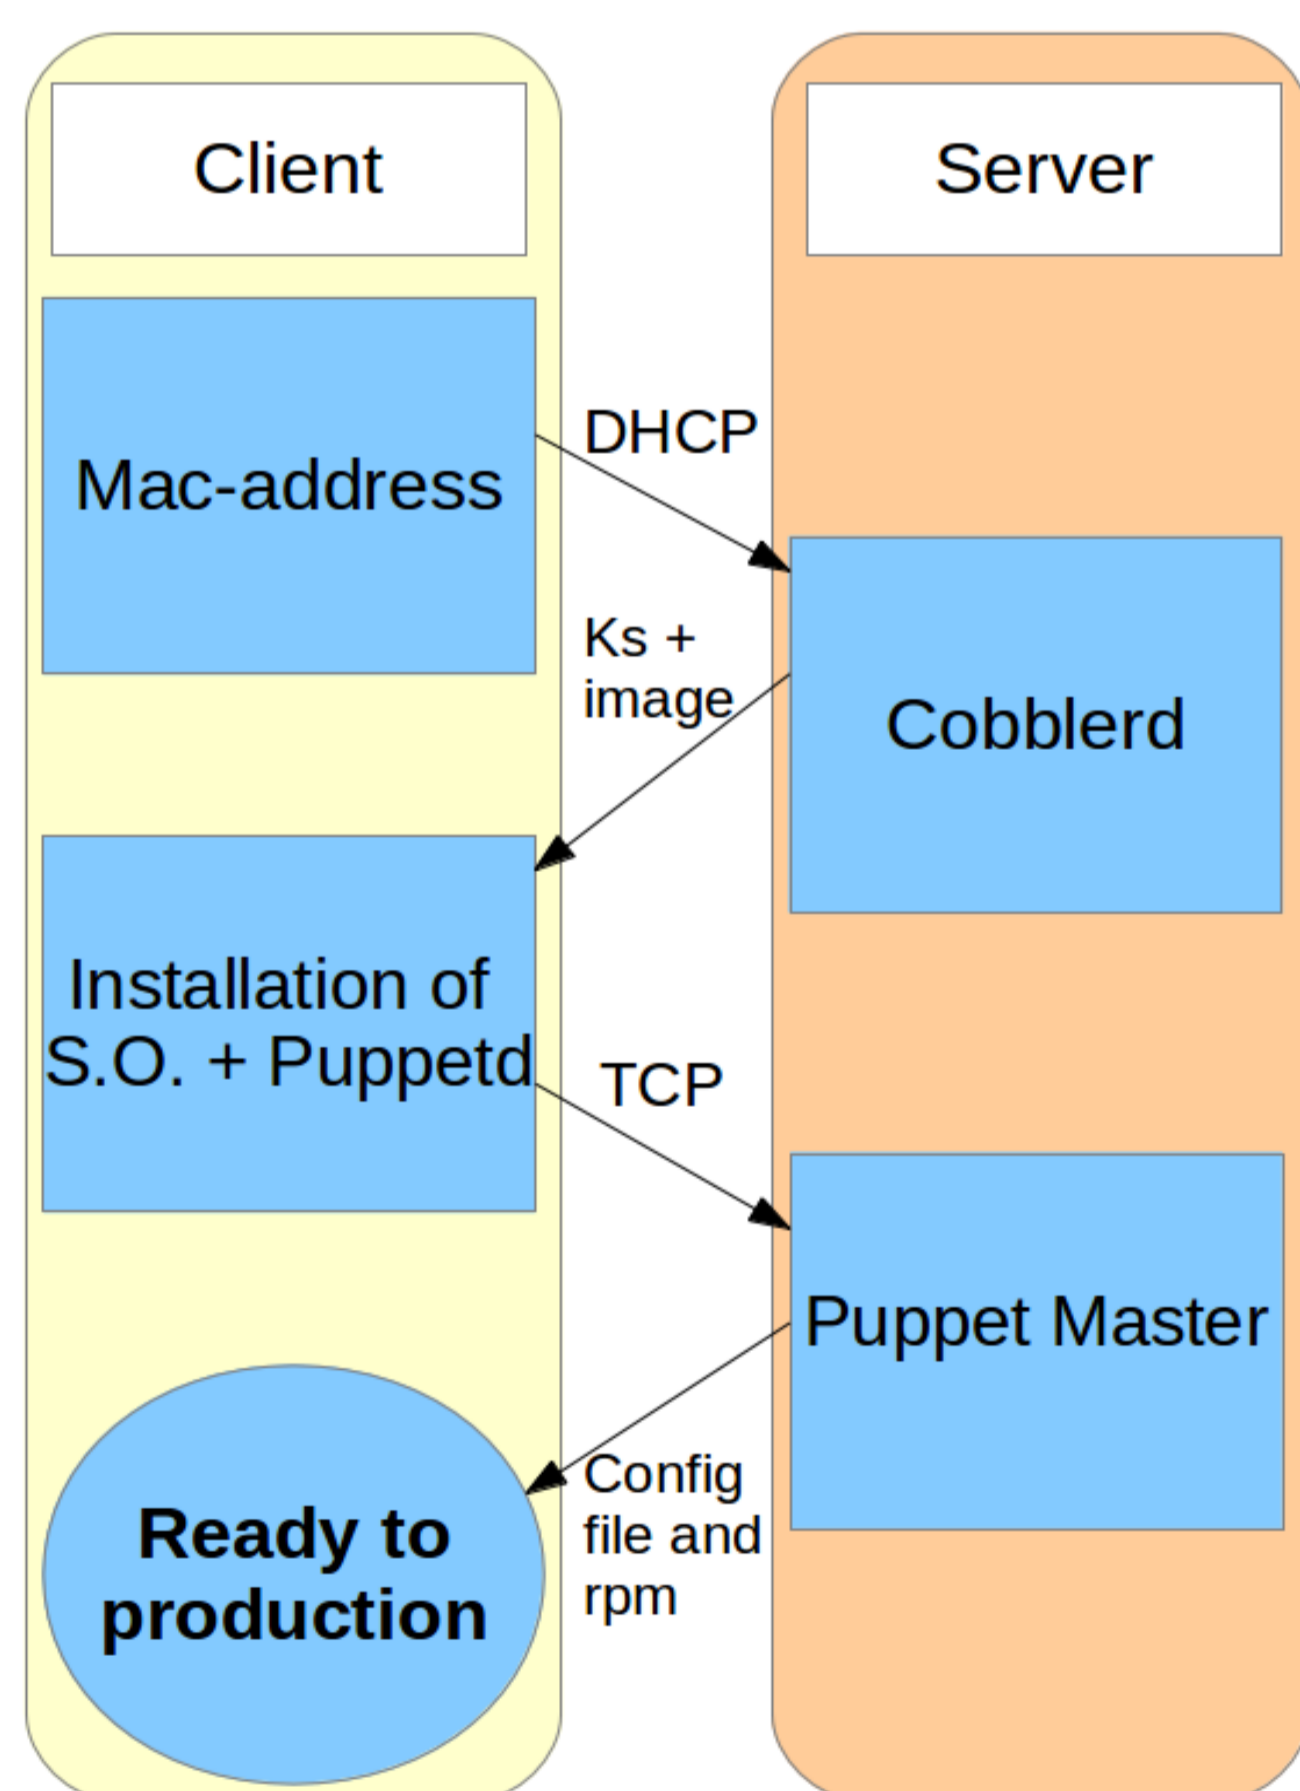 Client
Server
Mac-address
DHCP
Ks +
image
Cobblerd
Installation of
S.O. + Puppetd
TCP
Puppet Master
Config
file and
rpm
Ready to
production